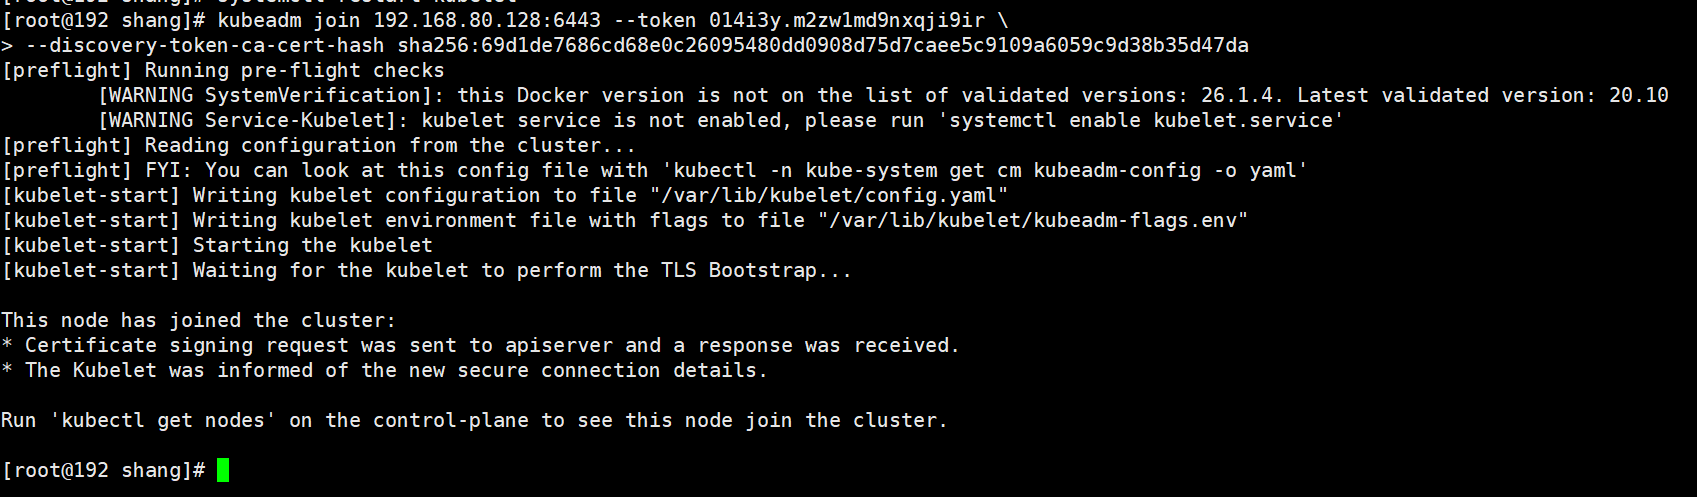 [root@192 shang]# systemctl restart kubelet
[root@192 shang]# kubeadm join 192.168.80.128:6443 --token 014i3y.m2zw1md9nxqji9ir \
> --discovery-token-ca-cert-hash sha256:69d1de7686cd68e0c26095480dd0908d75d7caee5c9109a6059c9d38b35d47da
[preflight] Running pre-flight checks
        [WARNING SystemVerification]: this Docker version is not on the list of validated versions: 26.1.4. Latest validated version: 20.10
        [WARNING Service-Kubelet]: kubelet service is not enabled, please run 'systemctl enable kubelet.service'
[preflight] Reading configuration from the cluster...
[preflight] FYI: You can look at this config file with 'kubectl -n kube-system get cm kubeadm-config -o yaml'
[kubelet-start] Writing kubelet configuration to file "/var/lib/kubelet/config.yaml"
[kubelet-start] Writing kubelet environment file with flags to file "/var/lib/kubelet/kubeadm-flags.env"
[kubelet-start] Starting the kubelet
[kubelet-start] Waiting for the kubelet to perform the TLS Bootstrap...
This node has joined the cluster:
* Certificate signing request was sent to apiserver and a response was received.
* The Kubelet was informed of the new secure connection details.
Run 'kubectl get nodes' on the control-plane to see this node join the cluster.
[root@192 shang]#